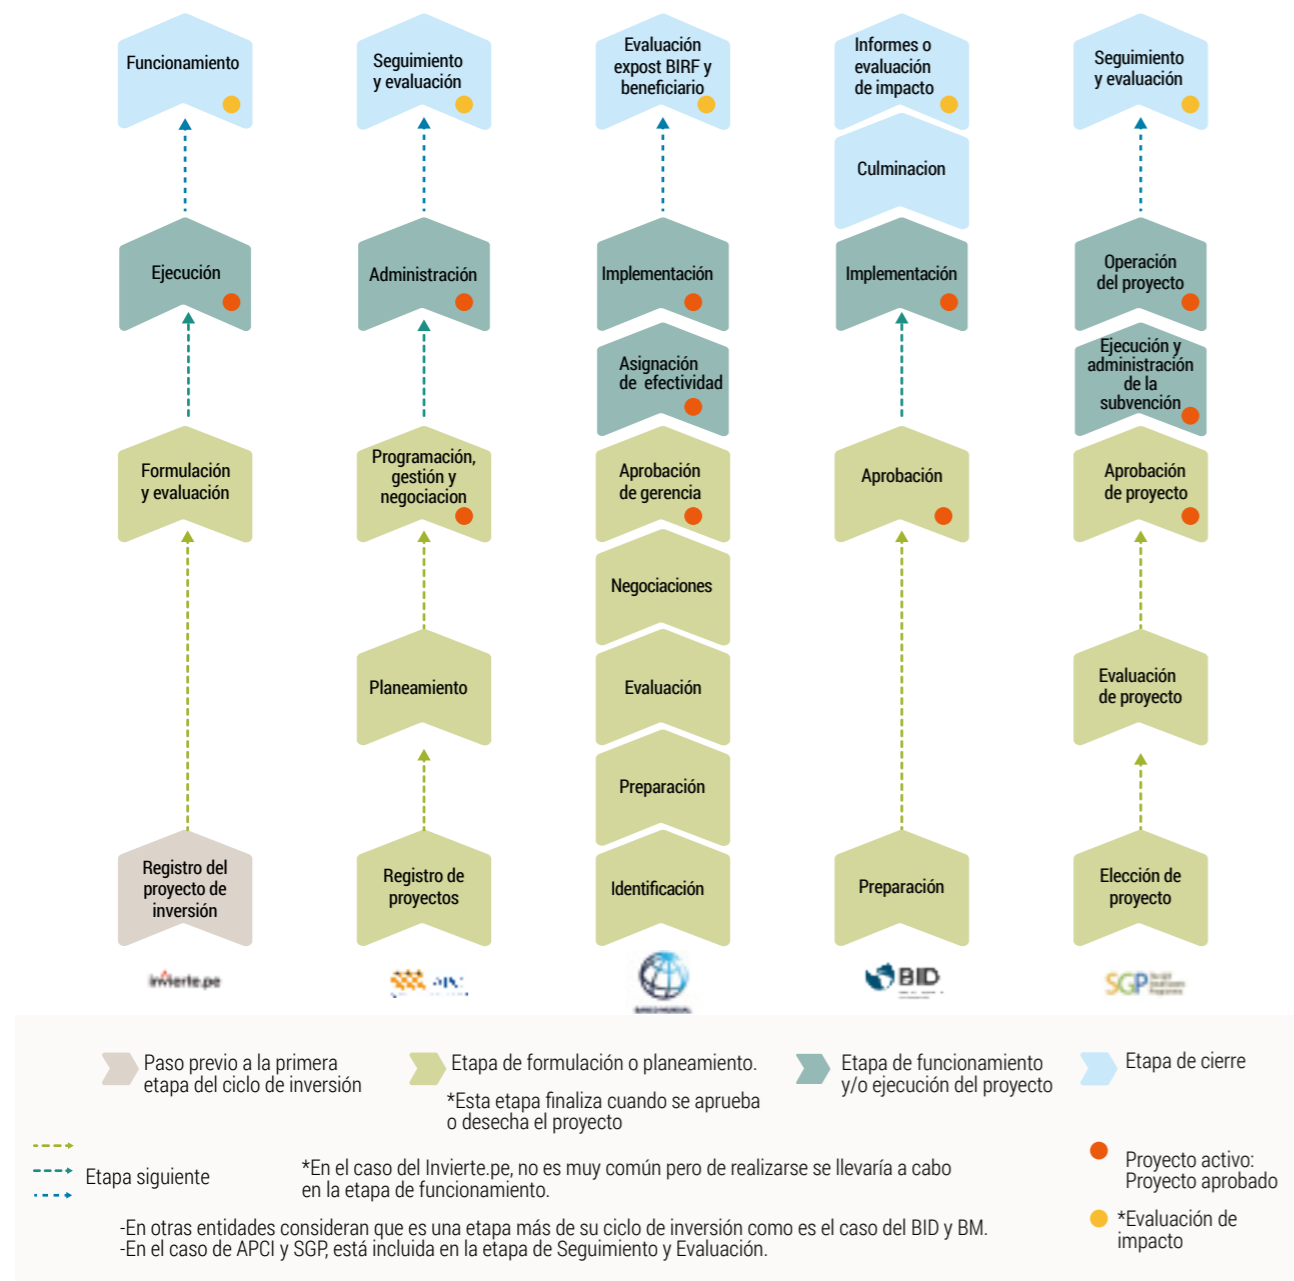 Funcionamiento
Seguimiento
y evaluación
Evaluación
expost BIRF y
beneficiario
Informes o
evaluación
de impacto
Seguimiento
y evaluación
Culminacion
Ejecución
Administración
Implementación
Implementación
Operación
del proyecto
Asignación
de efectividad
Ejecución y
administración
de la
subvención
Formulación
y evaluación
Programación,
gestión y
negociacion
Aprobación
de gerencia
Aprobación
Aprobación
de proyecto
Negociaciones
Planeamiento
Evaluación
Evaluación
de proyecto
Preparación
Registro del
proyecto de
inversión
Registro de
proyectos
Identificación
Preparación
Elección de
proyecto
invierte.pe
BID
SGP
Paso previo a la primera
etapa del ciclo de inversión
Etapa de formulación o planeamiento.
*Esta etapa finaliza cuando se aprueba
o desecha el proyecto
Etapa de funcionamiento
y/o ejecución del proyecto
Etapa de cierre
Etapa siguiente
*En el caso del Invierte.pe, no es muy común pero de realizarse se llevaría a cabo
en la etapa de funcionamiento.
-En otras entidades consideran que es una etapa más de su ciclo de inversión como es el caso del BID y BM.
-En el caso de APCI y SGP, está incluida en la etapa de Seguimiento y Evaluación.
Proyecto activo:
Proyecto aprobado
*Evaluación de
impacto